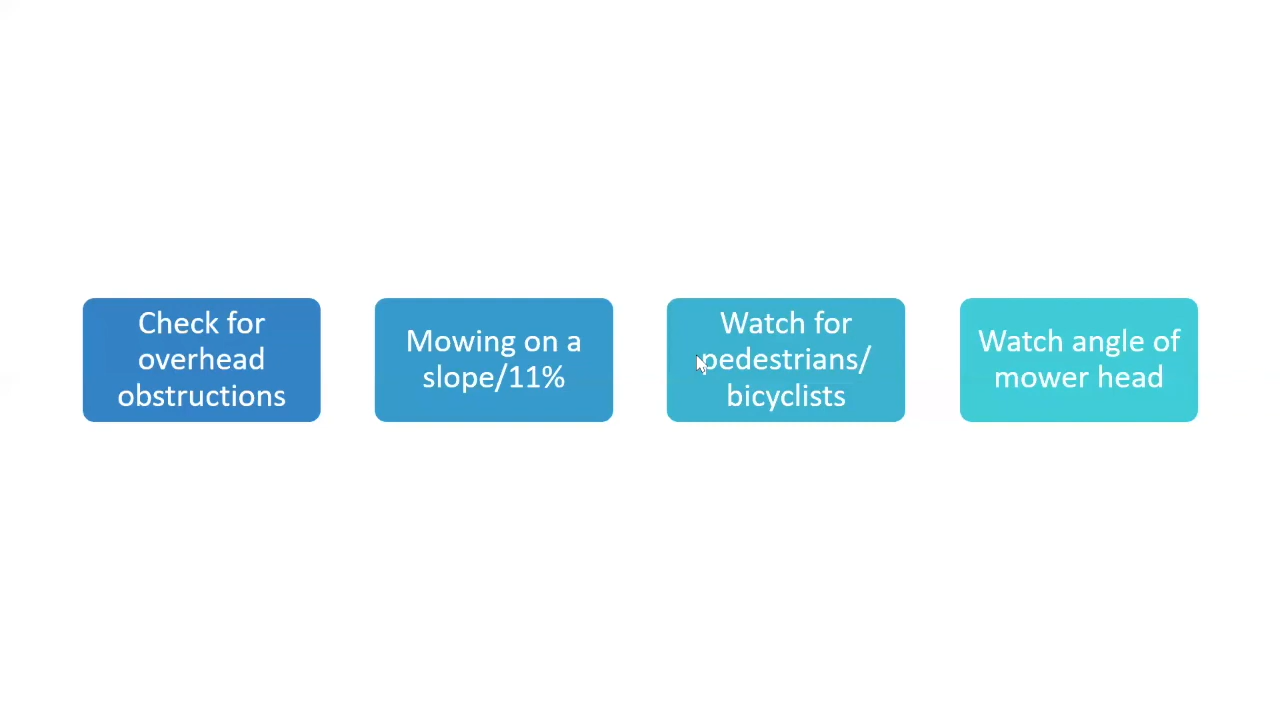 Check for
overhead
obstructions
Mowing on a
slope/11%
Watch for
pedestrians/
bicyclists
Watch angle of
mower head